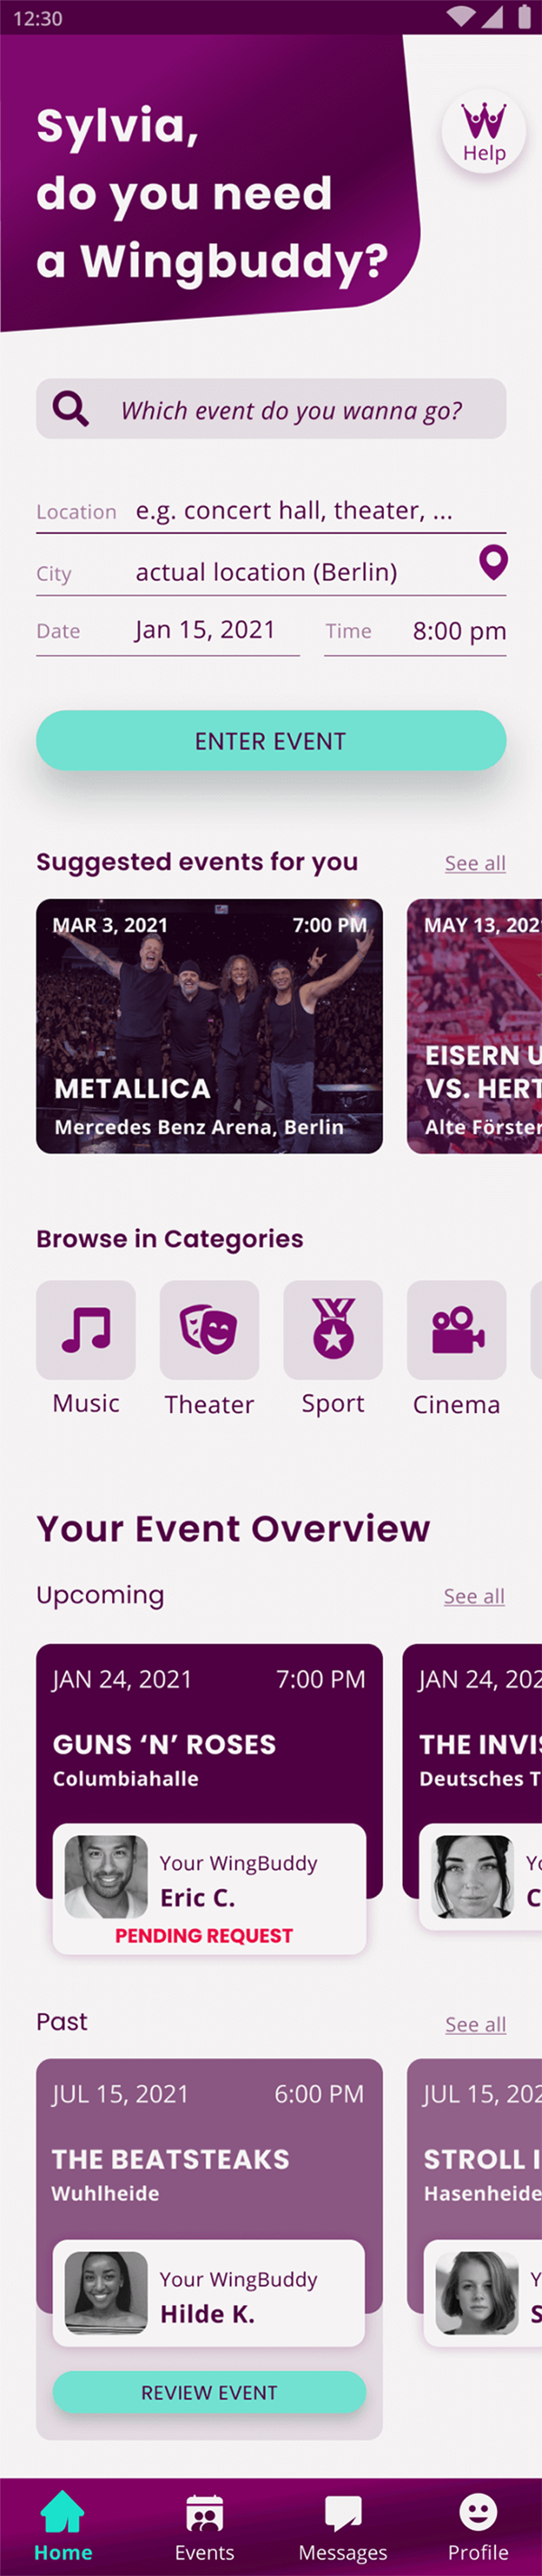 12:30
Sylvia,
do you need
a Wingbuddy?
Help
Which event do you wanna go?
Location e.g. concert hall, theater, ...
City actual location (Berlin)
Date Jan 15, 2021 Time 8:00 pm
ENTER EVENT
Suggested events for you See all
MAR 3, 2021 7:00 PM
METALLICA
Mercedes Benz Arena, Berlin
MAY 13, 202
EISERN U
VS. HERT
Alte Förster
Browse in Categories
Music Theater Sport Cinema
Your Event Overview
Upcoming See all
JAN 24, 2021 7:00 PM
GUNS ‘N’ ROSES
Columbiahalle
Your WingBuddy
Eric C.
PENDING REQUEST
JAN 24, 202
THE INVIS
Deutsches T
Yo
C
Past See all
JUL 15, 2021 6:00 PM
THE BEATSTEAKS
Wuhlheide
Your WingBuddy
Hilde K.
REVIEW EVENT
JUL 15, 202
STROLL I
Hasenheide
Y
S
Home Events Messages Profile